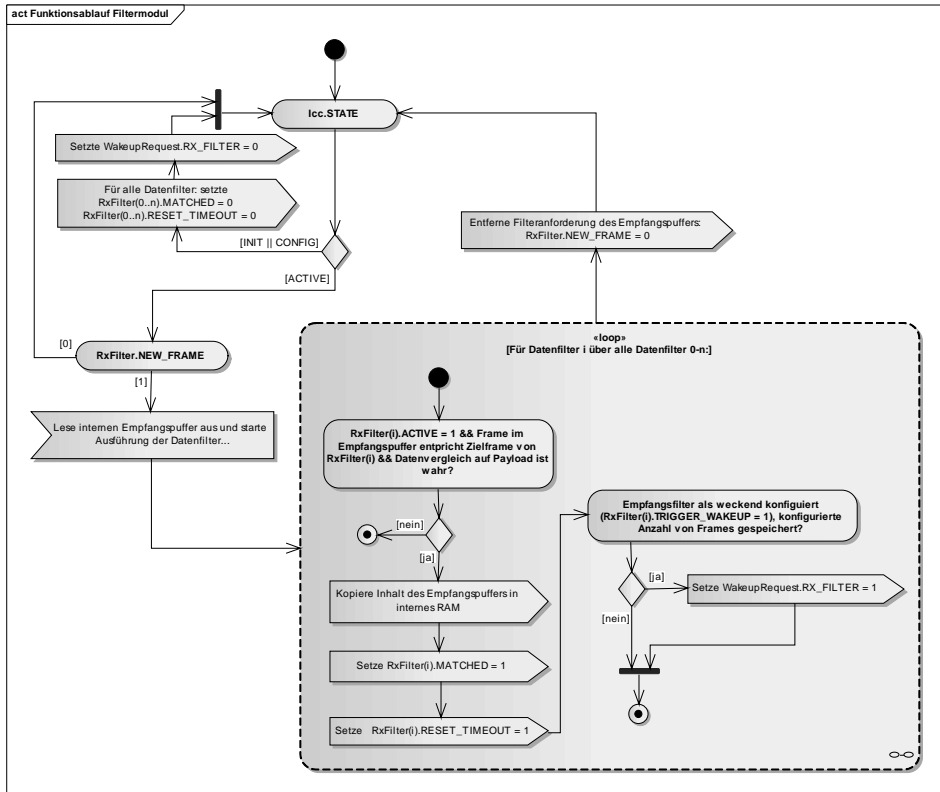 act Funktionsablauf Filtermodul
Icc.STATE
Setzte WakeupRequest.RX_FILTER = 0
Für alle Datenfilter: setzte
RxFilter(0..n).MATCHED = 0
RxFilter(0..n).RESET_TIMEOUT = 0
[INIT || CONFIG]
[ACTIVE]
Entferne Filteranforderung des Empfangspuffers:
RxFilter.NEW_FRAME = 0
[0]
RxFilter.NEW_FRAME
[1]
Lese internen Empfangspuffer aus und starte
Ausführung der Datenfilter...
«loop»
[Für Datenfilter i über alle Datenfilter 0-n:]
RxFilter(i).ACTIVE = 1 && Frame im
Empfangspuffer entpricht Zielframe von
RxFilter(i) && Datenvergleich auf Payload ist
wahr?
[nein]
[ja]
Kopiere Inhalt des Empfangspuffers in
internes RAM
Setze RxFilter(i).MATCHED = 1
Setze RxFilter(i).RESET_TIMEOUT = 1
Empfangsfilter als weckend konfiguiert
(RxFilter(i).TRIGGER_WAKEUP = 1), konfigurierte
Anzahl von Frames gespeichert?
[ja]
[nein]
Setze WakeupRequest.RX_FILTER = 1